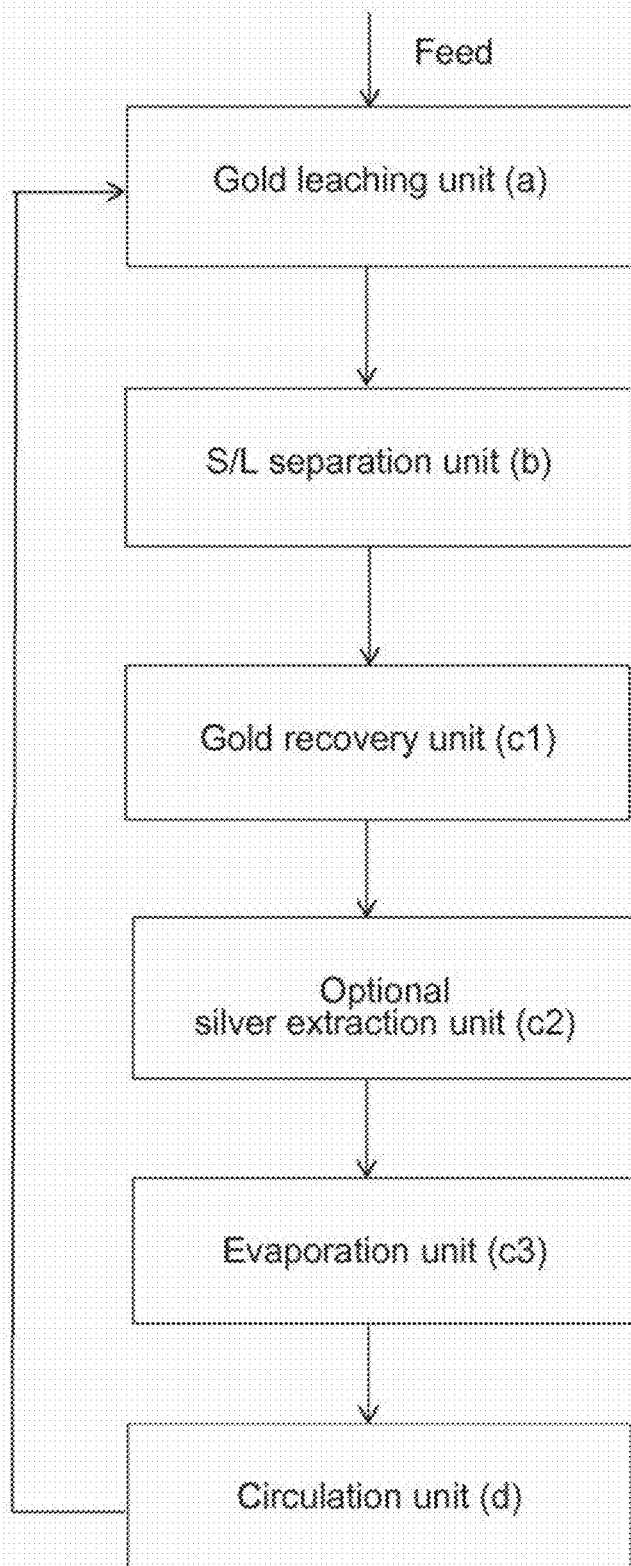 Feed
Gold leaching unit (a)
S/L separation unit (b)
Gold recovery unit (c1)
Optional
silver extraction unit (c2)
Evaporation unit (c3)
Circulation unit (d)